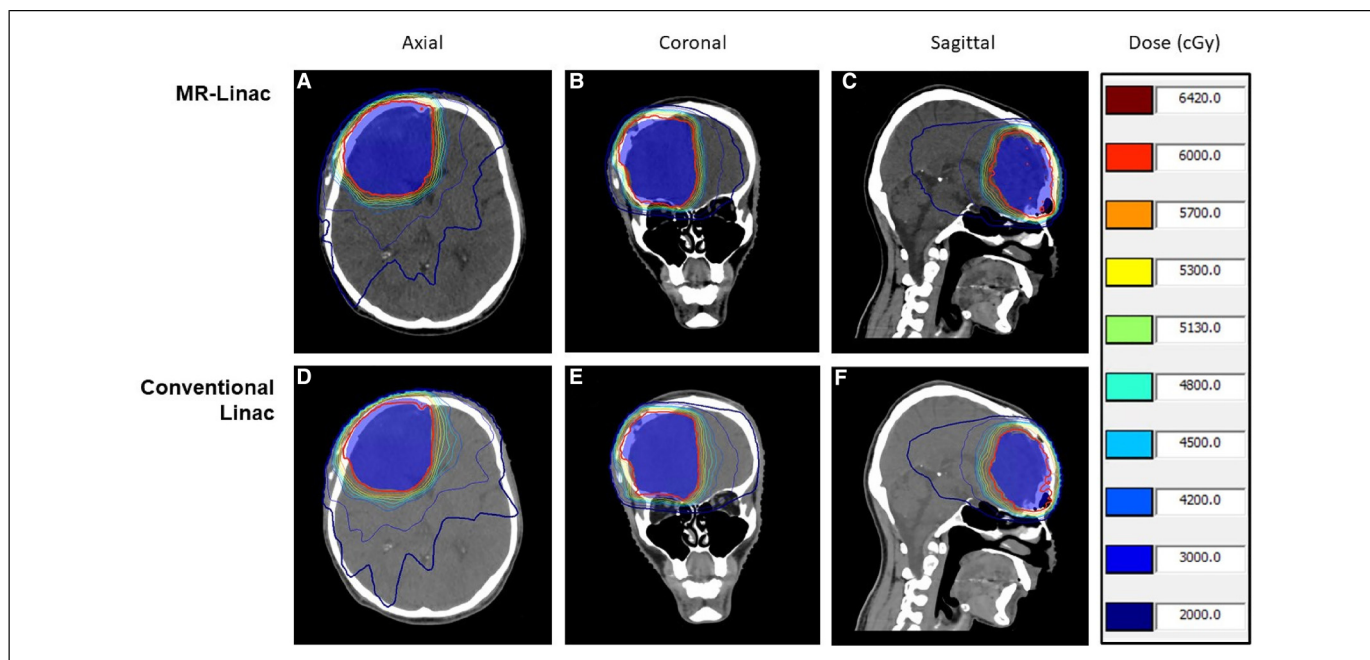 Axial Coronal Sagittal Dose (cGy)
MR-Linac
A B C
6420.0
6000.0
5700.0
5300.0
5130.0
4800.0
4500.0
4200.0
3000.0
2000.0
Conventional
Linac
D E F